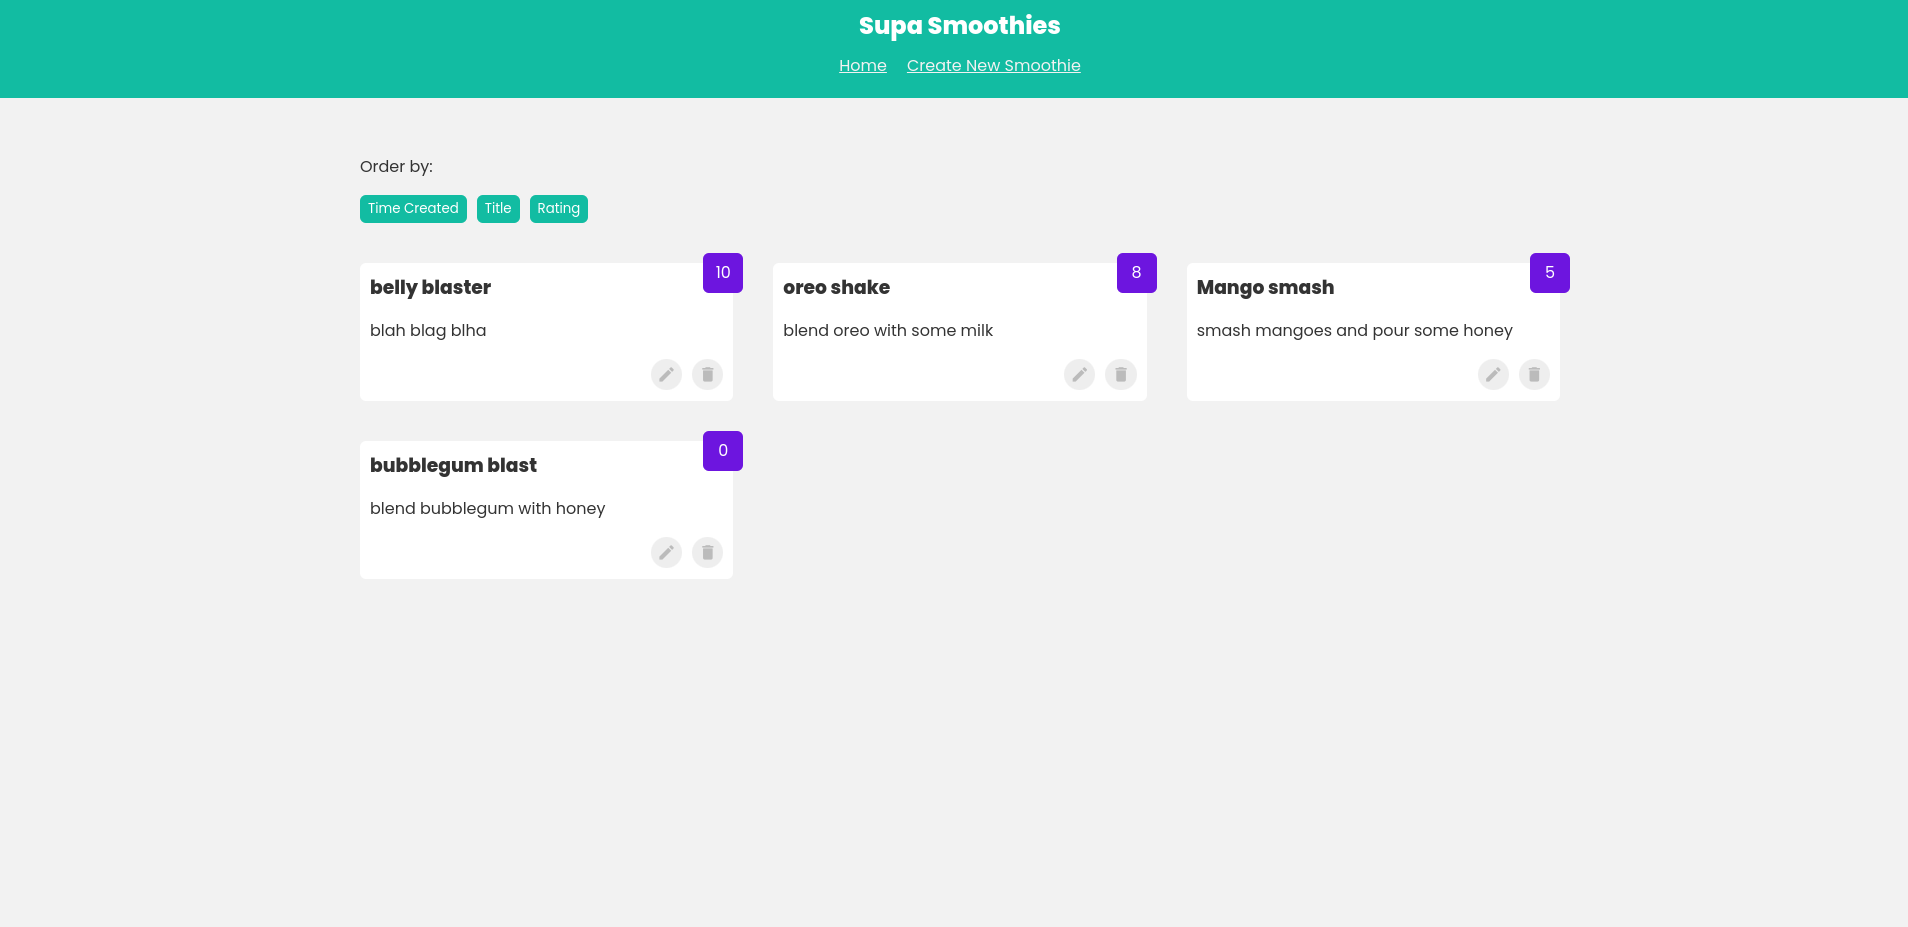 Supa Smoothies
Home Create New Smoothie
Order by:
Time Created Title Rating
10
belly blaster
blah blag blha
8
oreo shake
blend oreo with some milk
5
Mango smash
smash mangoes and pour some honey
0
bubblegum blast
blend bubblegum with honey